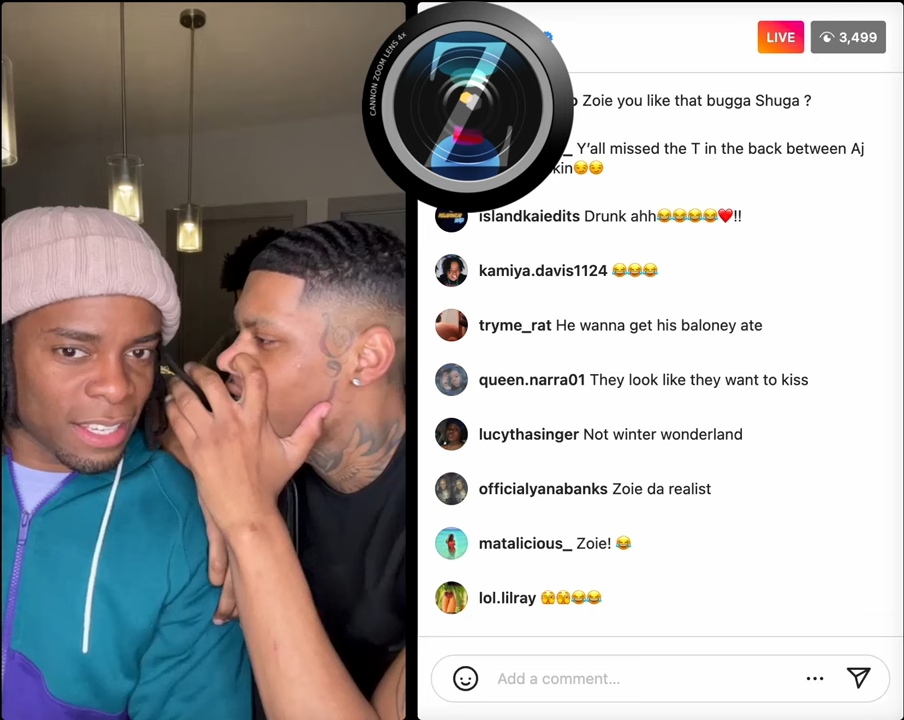 CANNON ZOOM LENS 4x
Z
LIVE
3,499
Zoie you like that bugga Shuga ?
Y'all missed the T in the back between Aj
kin😏😏
islandkaiedits Drunk ahh😂😂😂😂❤️!!
kamiya.davis1124 😂😂😂
tryme_rat He wanna get his baloney ate
queen.narra01 They look like they want to kiss
lucythasinger Not winter wonderland
officialyanabanks Zoie da realist
matalicious_ Zoie! 😂
lol.lilray 🫣🫣😂😂
Add a comment...